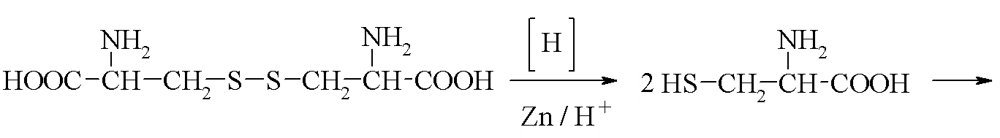 NH₂ NH₂ [H] NH₂
HOOC-CH-CH₂-S-S-CH₂-CH-COOH ⟶ 2 HS-CH₂-CH-COOH ⟶
Zn / H⁺